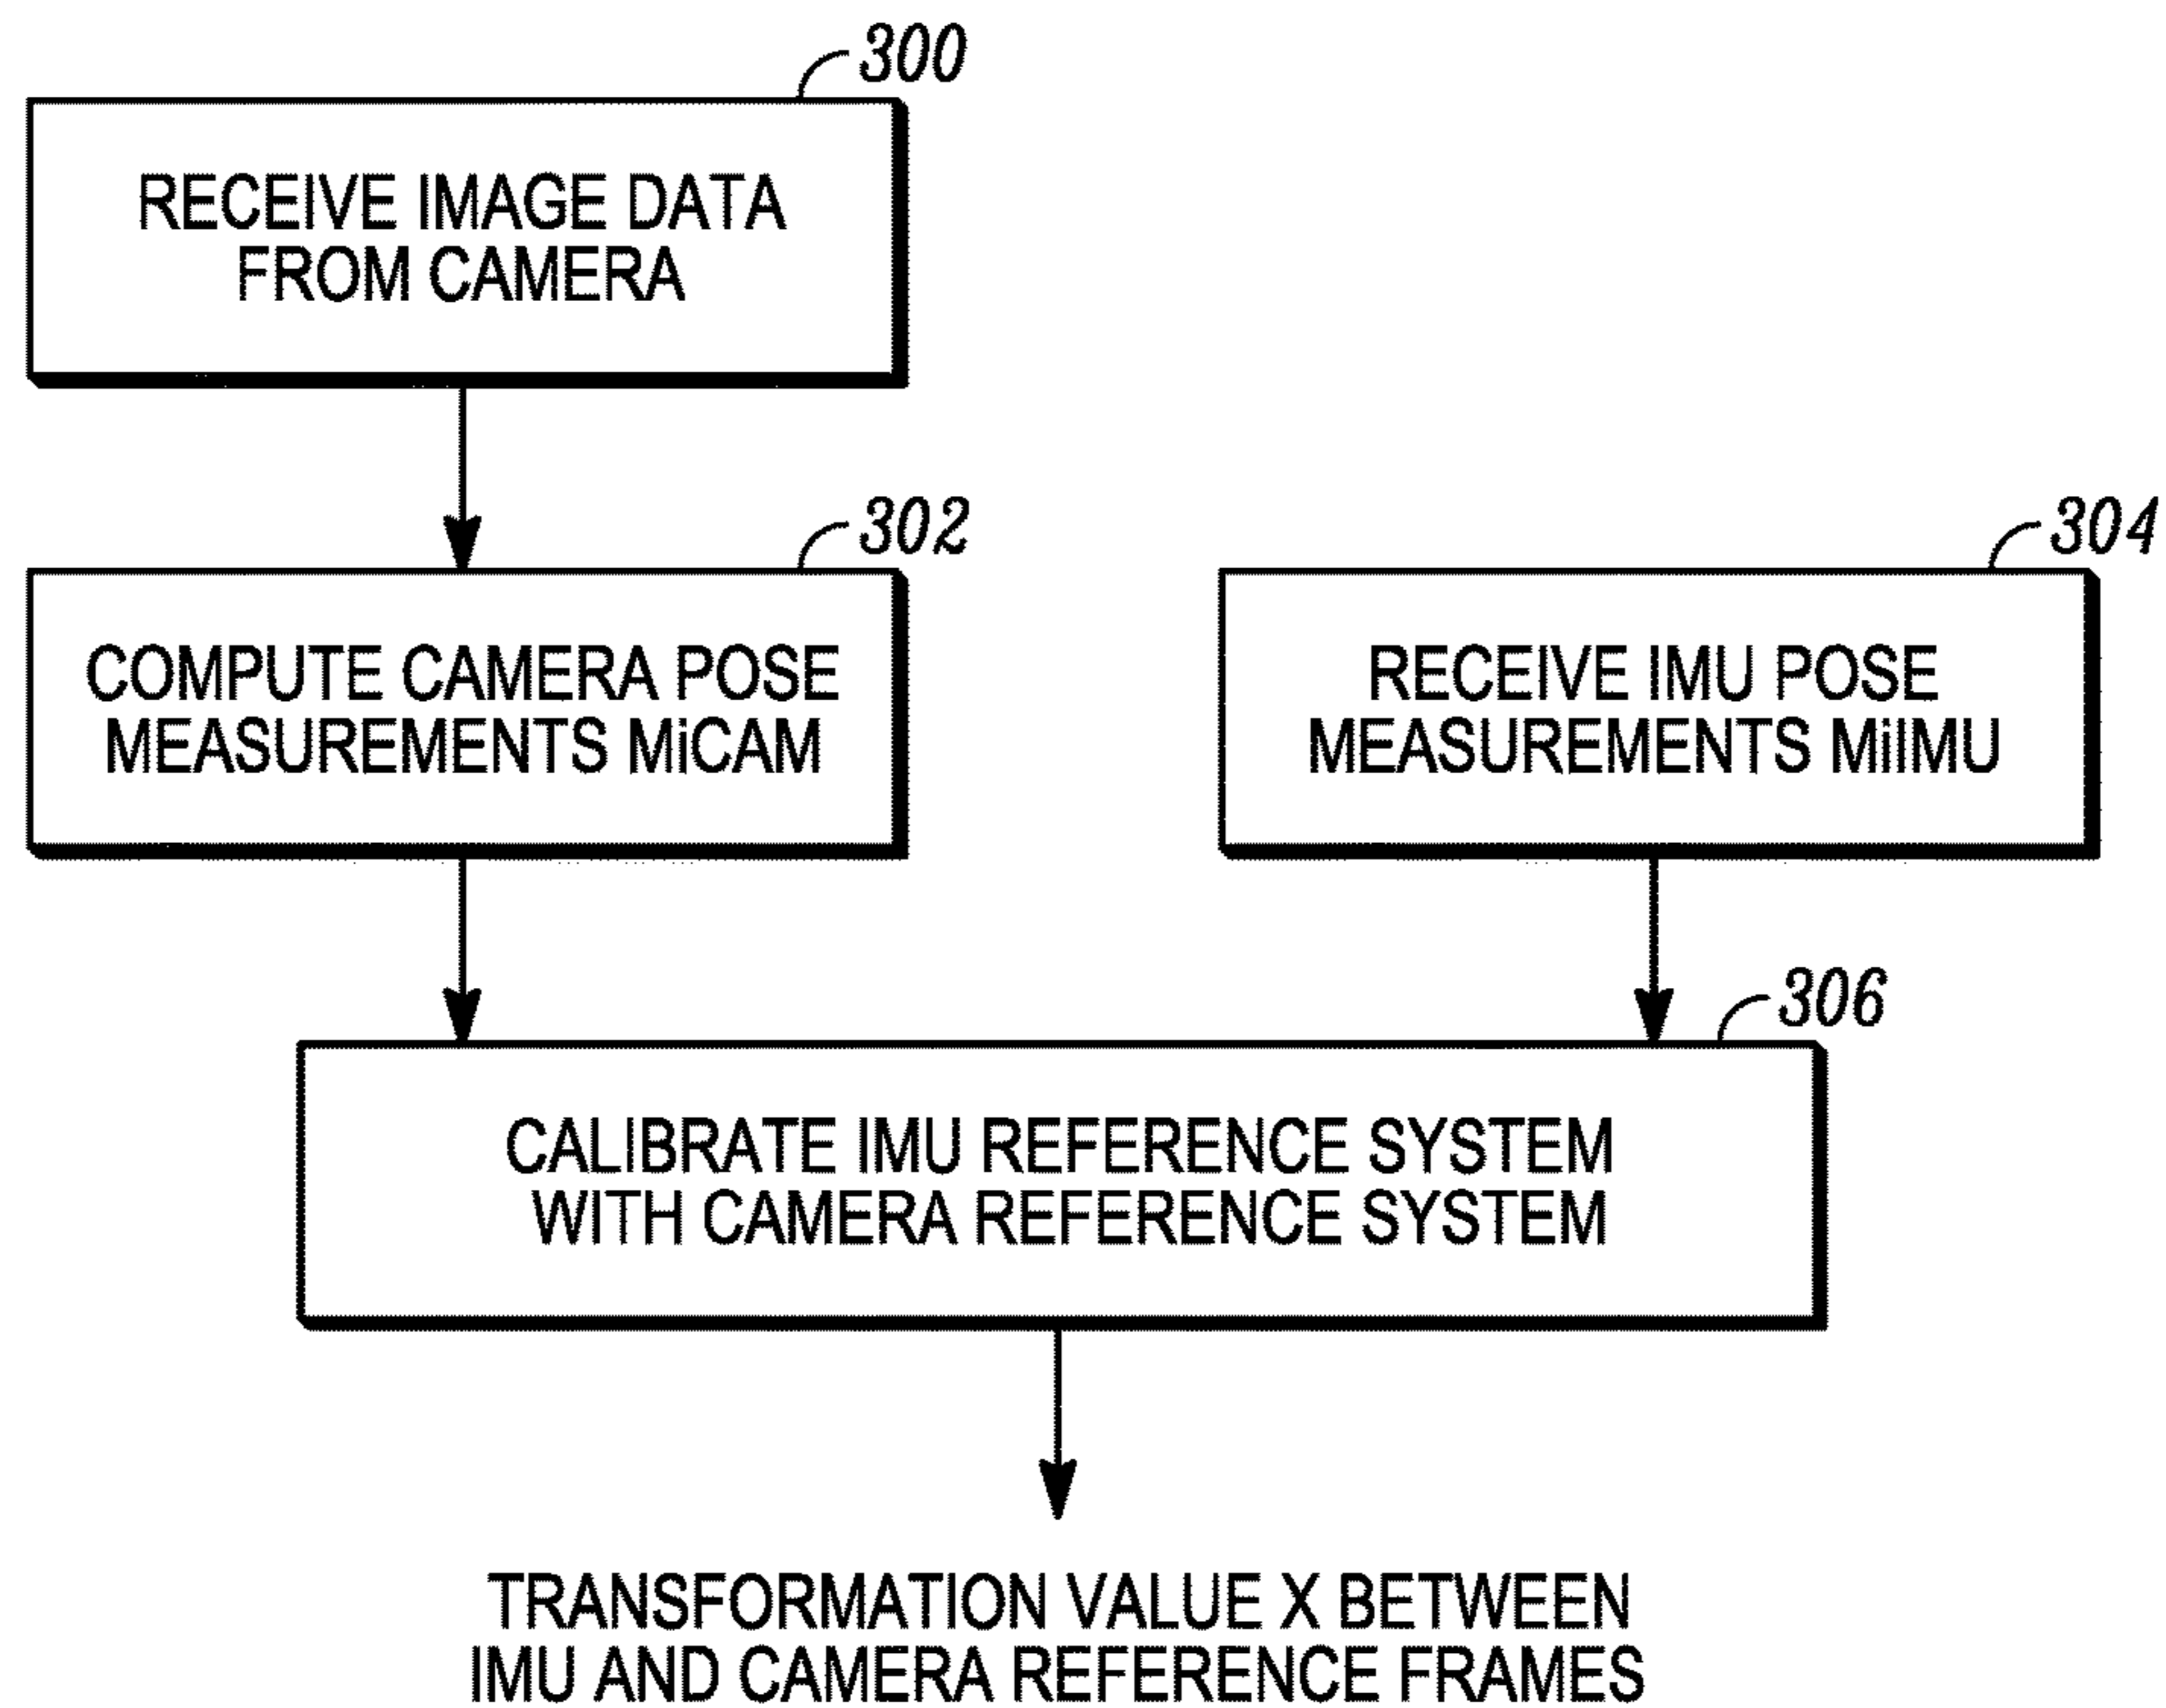 300
RECEIVE IMAGE DATA
FROM CAMERA
302
COMPUTE CAMERA POSE
MEASUREMENTS MiCAM
304
RECEIVE IMU POSE
MEASUREMENTS MiIMU
306
CALIBRATE IMU REFERENCE SYSTEM
WITH CAMERA REFERENCE SYSTEM
TRANSFORMATION VALUE X BETWEEN
IMU AND CAMERA REFERENCE FRAMES